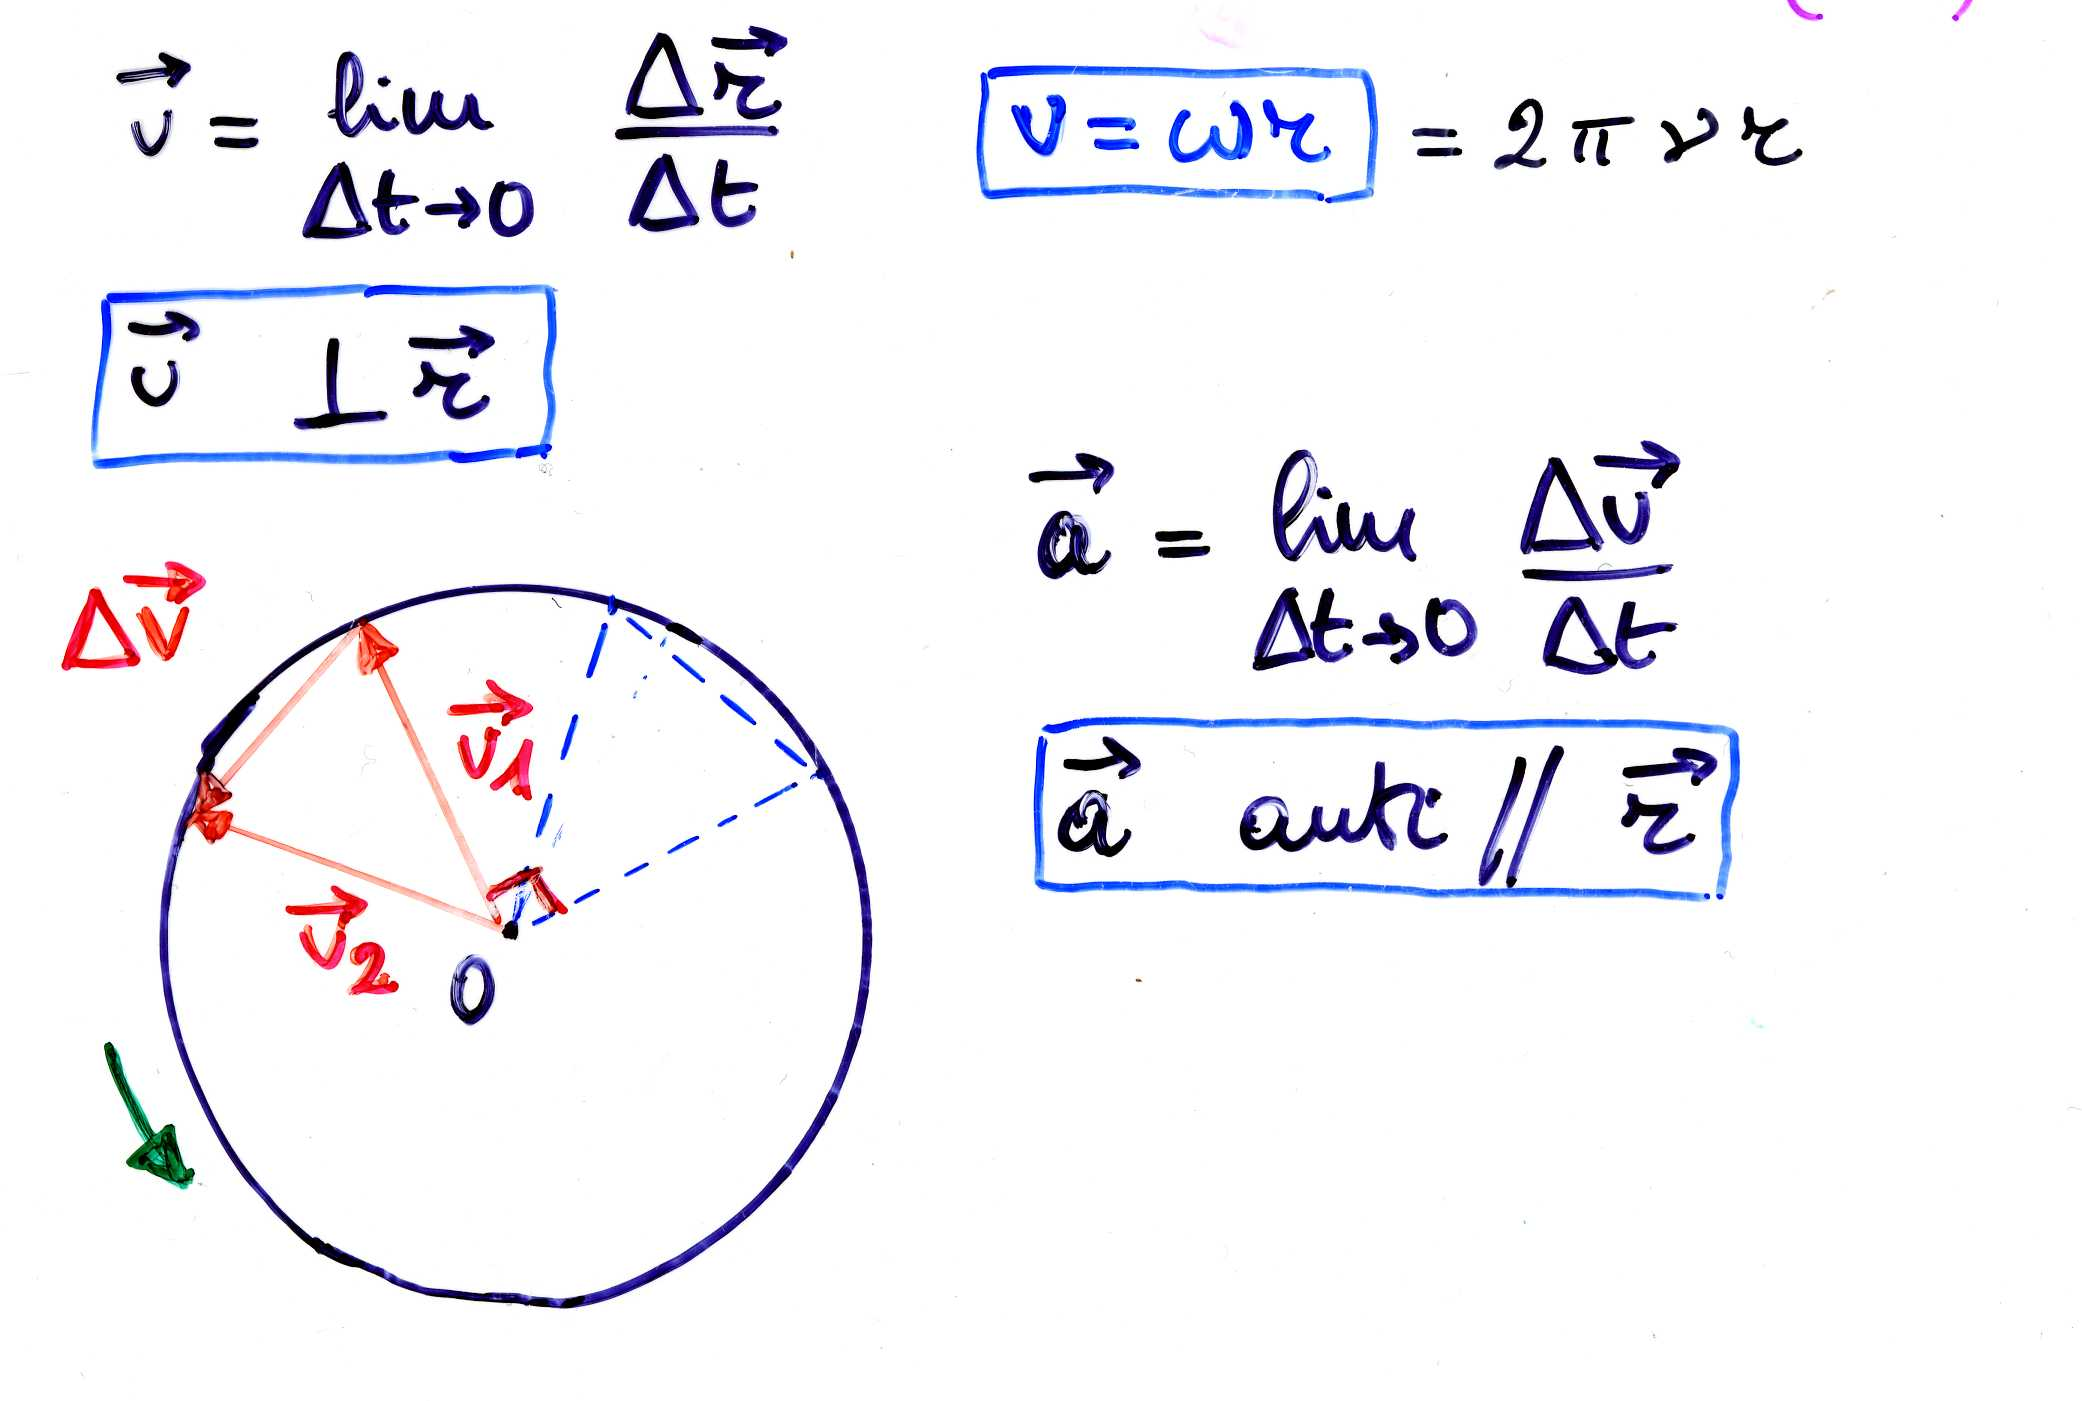 v⃗ = lim Δt→0 Δr⃗/Δt
v = ωr = 2πνr
v⃗ ⊥ r⃗
a⃗ = lim Δt→0 Δv⃗/Δt
a⃗ anti // r⃗
Δv⃗
v⃗₁
v⃗₂
O